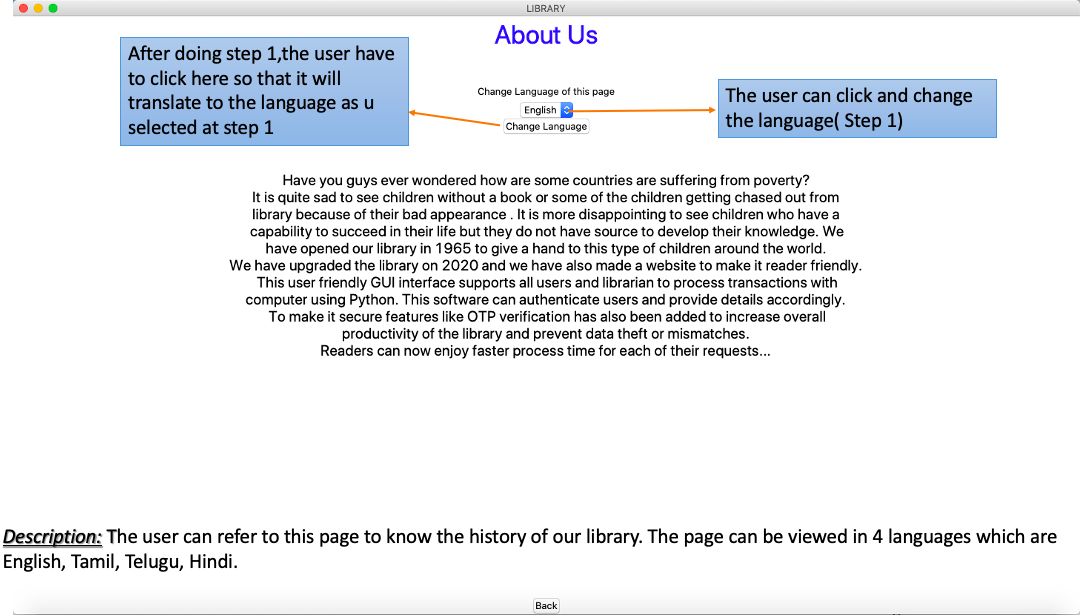 LIBRARY
About Us
After doing step 1,the user have
to click here so that it will
translate to the language as u
selected at step 1
Change Language of this page
English
Change Language
The user can click and change
the language( Step 1)
Have you guys ever wondered how are some countries are suffering from poverty?
It is quite sad to see children without a book or some of the children getting chased out from
library because of their bad appearance . It is more disappointing to see children who have a
capability to succeed in their life but they do not have source to develop their knowledge. We
have opened our library in 1965 to give a hand to this type of children around the world.
We have upgraded the library on 2020 and we have also made a website to make it reader friendly.
This user friendly GUI interface supports all users and librarian to process transactions with
computer using Python. This software can authenticate users and provide details accordingly.
To make it secure features like OTP verification has also been added to increase overall
productivity of the library and prevent data theft or mismatches.
Readers can now enjoy faster process time for each of their requests...
Description: The user can refer to this page to know the history of our library. The page can be viewed in 4 languages which are
English, Tamil, Telugu, Hindi.
Back